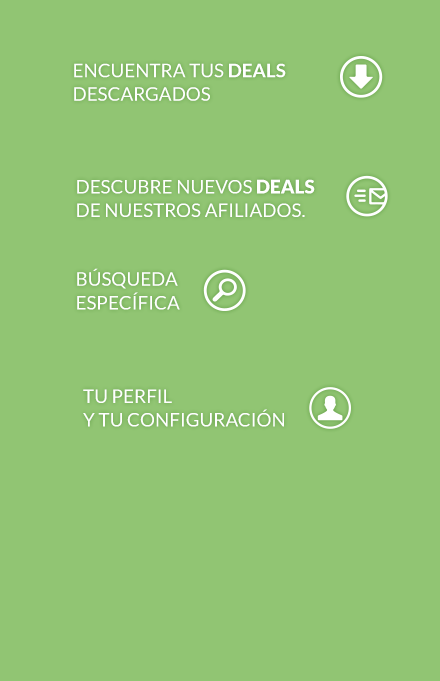 ENCUENTRA TUS DEALS
DESCARGADOS
DESCUBRE NUEVOS DEALS
DE NUESTROS AFILIADOS.
BÚSQUEDA
ESPECÍFICA
TU PERFIL
Y TU CONFIGURACIÓN